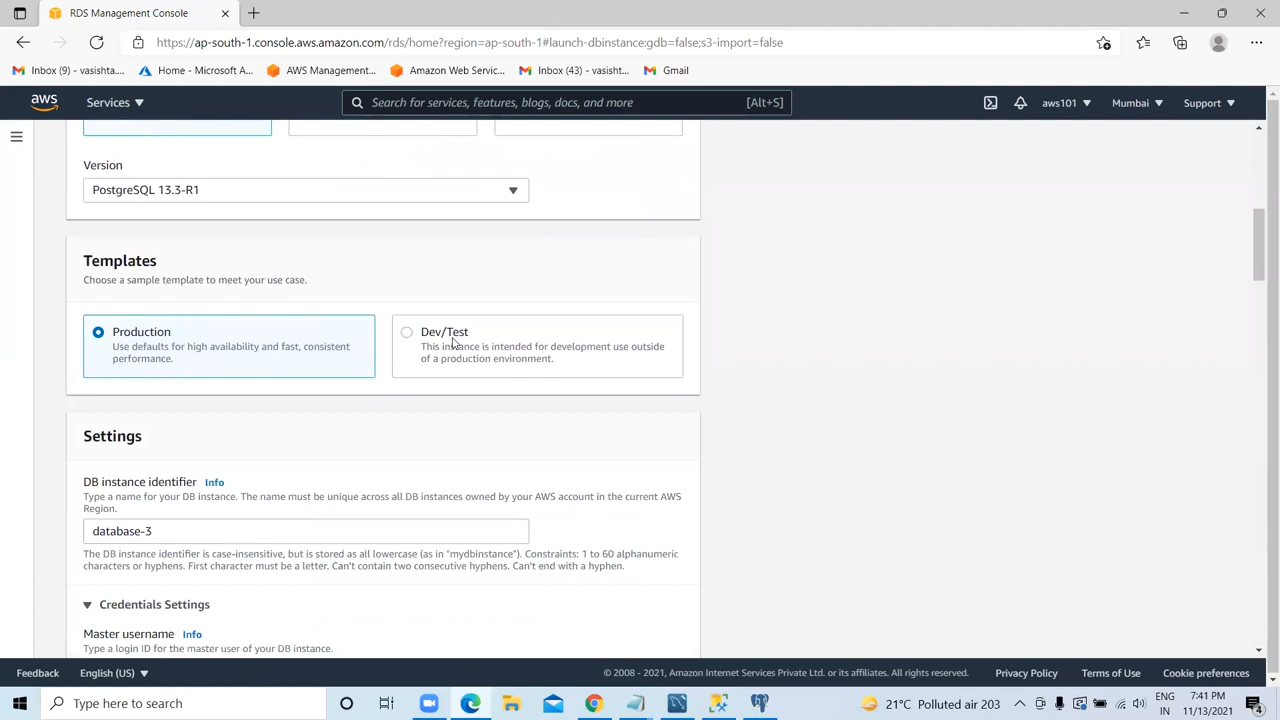 RDS Management Console
https://ap-south-1.console.aws.amazon.com/rds/home?region=ap-south-1#launch-dbinstance:gdb=false;s3-import=false
Inbox (9) - vasishta....
Home - Microsoft A...
AWS Management...
Amazon Web Servic...
Inbox (43) - vasisht...
Gmail
aws
Services
Search for services, features, blogs, docs, and more
[Alt+S]
aws101
Mumbai
Support
Version
PostgreSQL 13.3-R1
Templates
Choose a sample template to meet your use case.
Production
Use defaults for high availability and fast, consistent
performance.
Dev/Test
This instance is intended for development use outside
of a production environment.
Settings
DB instance identifier Info
Type a name for your DB instance. The name must be unique across all DB instances owned by your AWS account in the current AWS
Region.
database-3
The DB instance identifier is case-insensitive, but is stored as all lowercase (as in "mydbinstance"). Constraints: 1 to 60 alphanumeric
characters or hyphens. First character must be a letter. Can't contain two consecutive hyphens. Can't end with a hyphen.
Credentials Settings
Master username Info
Type a login ID for the master user of your DB instance.
Feedback
English (US)
© 2008 - 2021, Amazon Internet Services Private Ltd. or its affiliates. All rights reserved.
Privacy Policy
Terms of Use
Cookie preferences
Type here to search
21°C Polluted air 203
ENG
IN
7:41 PM
11/13/2021
4